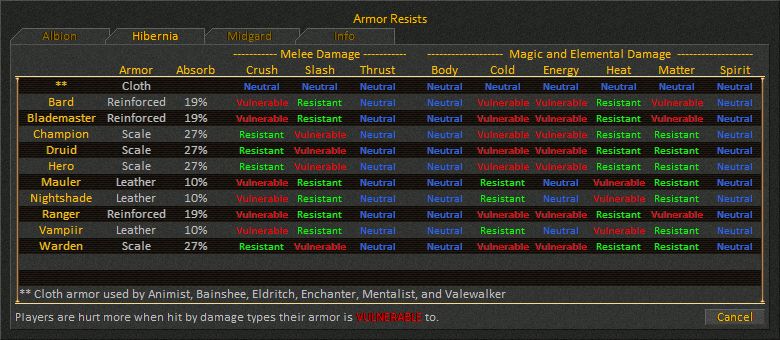 Armor Resists
Albion Hibernia Midgard Info
----------- Melee Damage ----------- ------------------- Magic and Elemental Damage -------------------
Armor Absorb Crush Slash Thrust Body Cold Energy Heat Matter Spirit
** Cloth Neutral Neutral Neutral Neutral Neutral Neutral Neutral Neutral Neutral
Bard Reinforced 19% Vulnerable Resistant Neutral Neutral Vulnerable Vulnerable Resistant Vulnerable Neutral
Blademaster Reinforced 19% Vulnerable Resistant Neutral Neutral Vulnerable Vulnerable Resistant Vulnerable Neutral
Champion Scale 27% Resistant Vulnerable Neutral Neutral Vulnerable Vulnerable Resistant Resistant Neutral
Druid Scale 27% Resistant Vulnerable Neutral Neutral Vulnerable Vulnerable Resistant Resistant Neutral
Hero Scale 27% Resistant Vulnerable Neutral Neutral Vulnerable Vulnerable Resistant Resistant Neutral
Mauler Leather 10% Vulnerable Resistant Neutral Neutral Resistant Neutral Vulnerable Resistant Neutral
Nightshade Leather 10% Vulnerable Resistant Neutral Neutral Resistant Neutral Vulnerable Resistant Neutral
Ranger Reinforced 19% Vulnerable Resistant Neutral Neutral Vulnerable Vulnerable Resistant Vulnerable Neutral
Vampiir Leather 10% Vulnerable Resistant Neutral Neutral Resistant Neutral Vulnerable Resistant Neutral
Warden Scale 27% Resistant Vulnerable Neutral Neutral Vulnerable Vulnerable Resistant Resistant Neutral
** Cloth armor used by Animist, Bainshee, Eldritch, Enchanter, Mentalist, and Valewalker
Players are hurt more when hit by damage types their armor is VULNERABLE to. Cancel